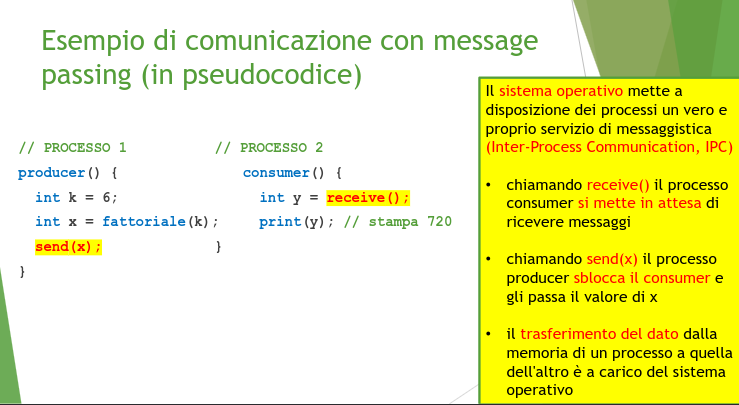 Esempio di comunicazione con message
passing (in pseudocodice)
// PROCESSO 1
producer() {
int k = 6;
int x = fattoriale(k);
send(x);
}
// PROCESSO 2
consumer() {
int y = receive();
print(y); // stampa 720
}
Il sistema operativo mette a
disposizione dei processi un vero e
proprio servizio di messaggistica
(Inter-Process Communication, IPC)
• chiamando receive() il processo
consumer si mette in attesa di
ricevere messaggi
• chiamando send(x) il processo
producer sblocca il consumer e
gli passa il valore di x
• il trasferimento del dato dalla
memoria di un processo a quella
dell'altro è a carico del sistema
operativo